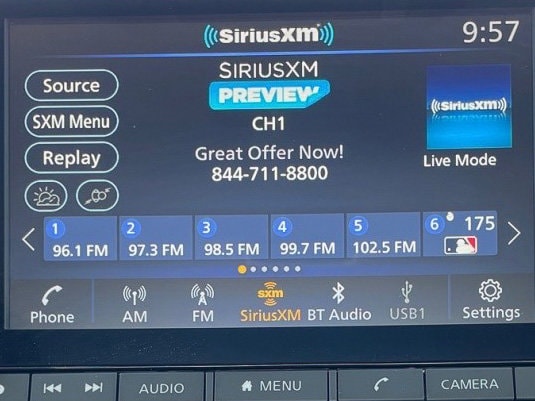 SiriusXM
9:57
Source
SXM Menu
Replay
SIRIUSXM
PREVIEW
CH1
Great Offer Now!
844-711-8800
SiriusXM
Live Mode
1
96.1 FM
2
97.3 FM
3
98.5 FM
4
99.7 FM
5
102.5 FM
6
175
Phone
AM
FM
sxm
SiriusXM
BT Audio
USB1
Settings
AUDIO
MENU
CAMERA